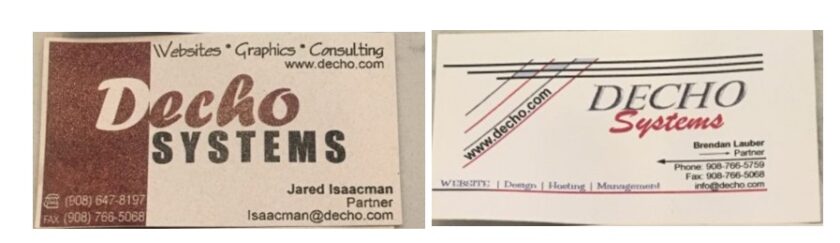 Websites * Graphics * Consulting
www.decho.com
Decho
SYSTEMS
Jared Isaacman
Partner
Isaacman@decho.com
(908) 647-8197
FAX (908) 766-5068
www.decho.com
DECHO
Systems
Brendan Lauber
Partner
Phone: 908-766-5759
Fax: 908-766-5068
info@decho.com
WEBSITE | Design | Hosting | Management